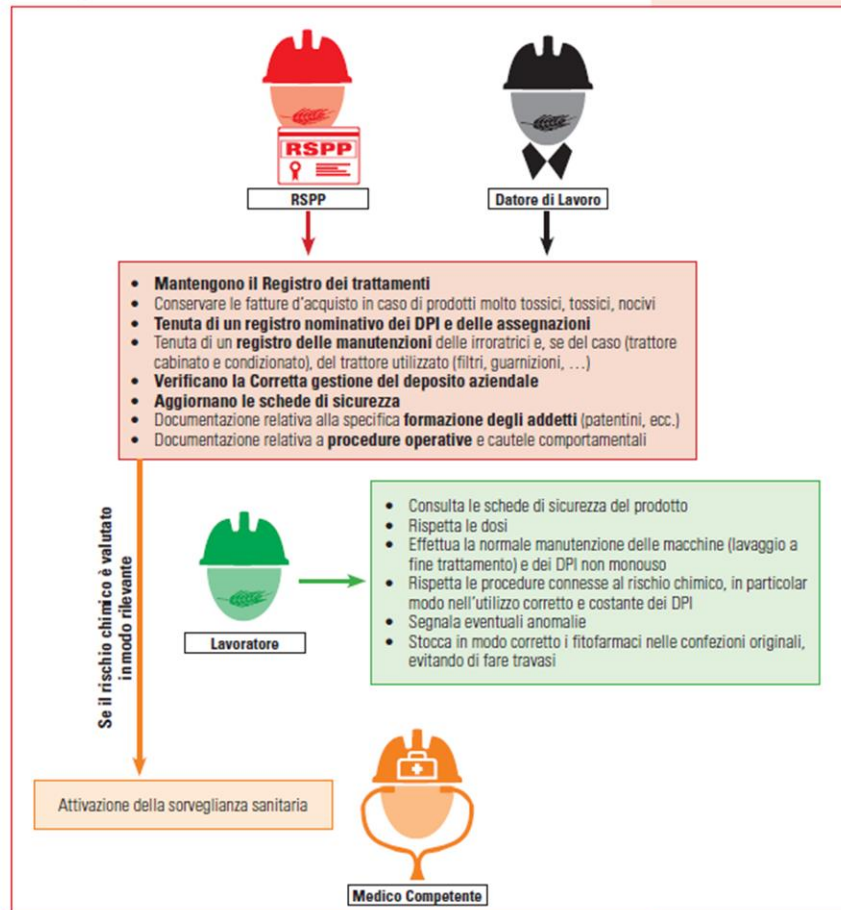 RSPP
RSPP
Datore di Lavoro
• Mantengono il Registro dei trattamenti
• Conservare le fatture d'acquisto in caso di prodotti molto tossici, tossici, nocivi
• Tenuta di un registro nominativo dei DPI e delle assegnazioni
• Tenuta di un registro delle manutenzioni delle irroratrici e, se del caso (trattore
cabinato e condizionato), del trattore utilizzato (filtri, guarnizioni, …)
• Verificano la Corretta gestione del deposito aziendale
• Aggiornano le schede di sicurezza
• Documentazione relativa alla specifica formazione degli addetti (patentini, ecc.)
• Documentazione relativa a procedure operative e cautele comportamentali
Se il rischio chimico è valutato
in modo rilevante
Lavoratore
• Consulta le schede di sicurezza del prodotto
• Rispetta le dosi
• Effettua la normale manutenzione delle macchine (lavaggio a
fine trattamento) e dei DPI non monouso
• Rispetta le procedure connesse al rischio chimico, in particolar
modo nell'utilizzo corretto e costante dei DPI
• Segnala eventuali anomalie
• Stocca in modo corretto i fitofarmaci nelle confezioni originali,
evitando di fare travasi
Attivazione della sorveglianza sanitaria
Medico Competente